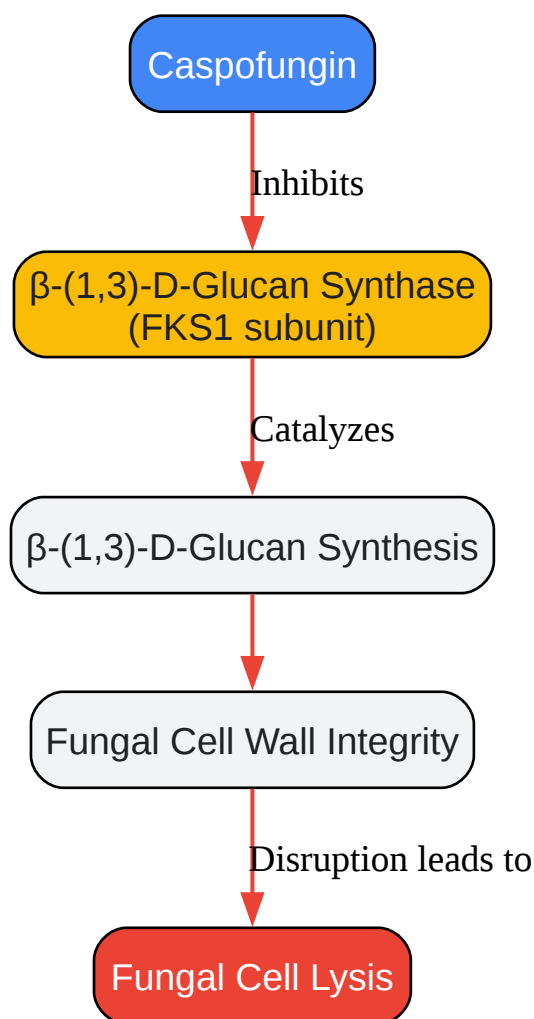 Caspofungin
Inhibits
β-(1,3)-D-Glucan Synthase
(FKS1 subunit)
Catalyzes
β-(1,3)-D-Glucan Synthesis
Fungal Cell Wall Integrity
Disruption leads to
Fungal Cell Lysis